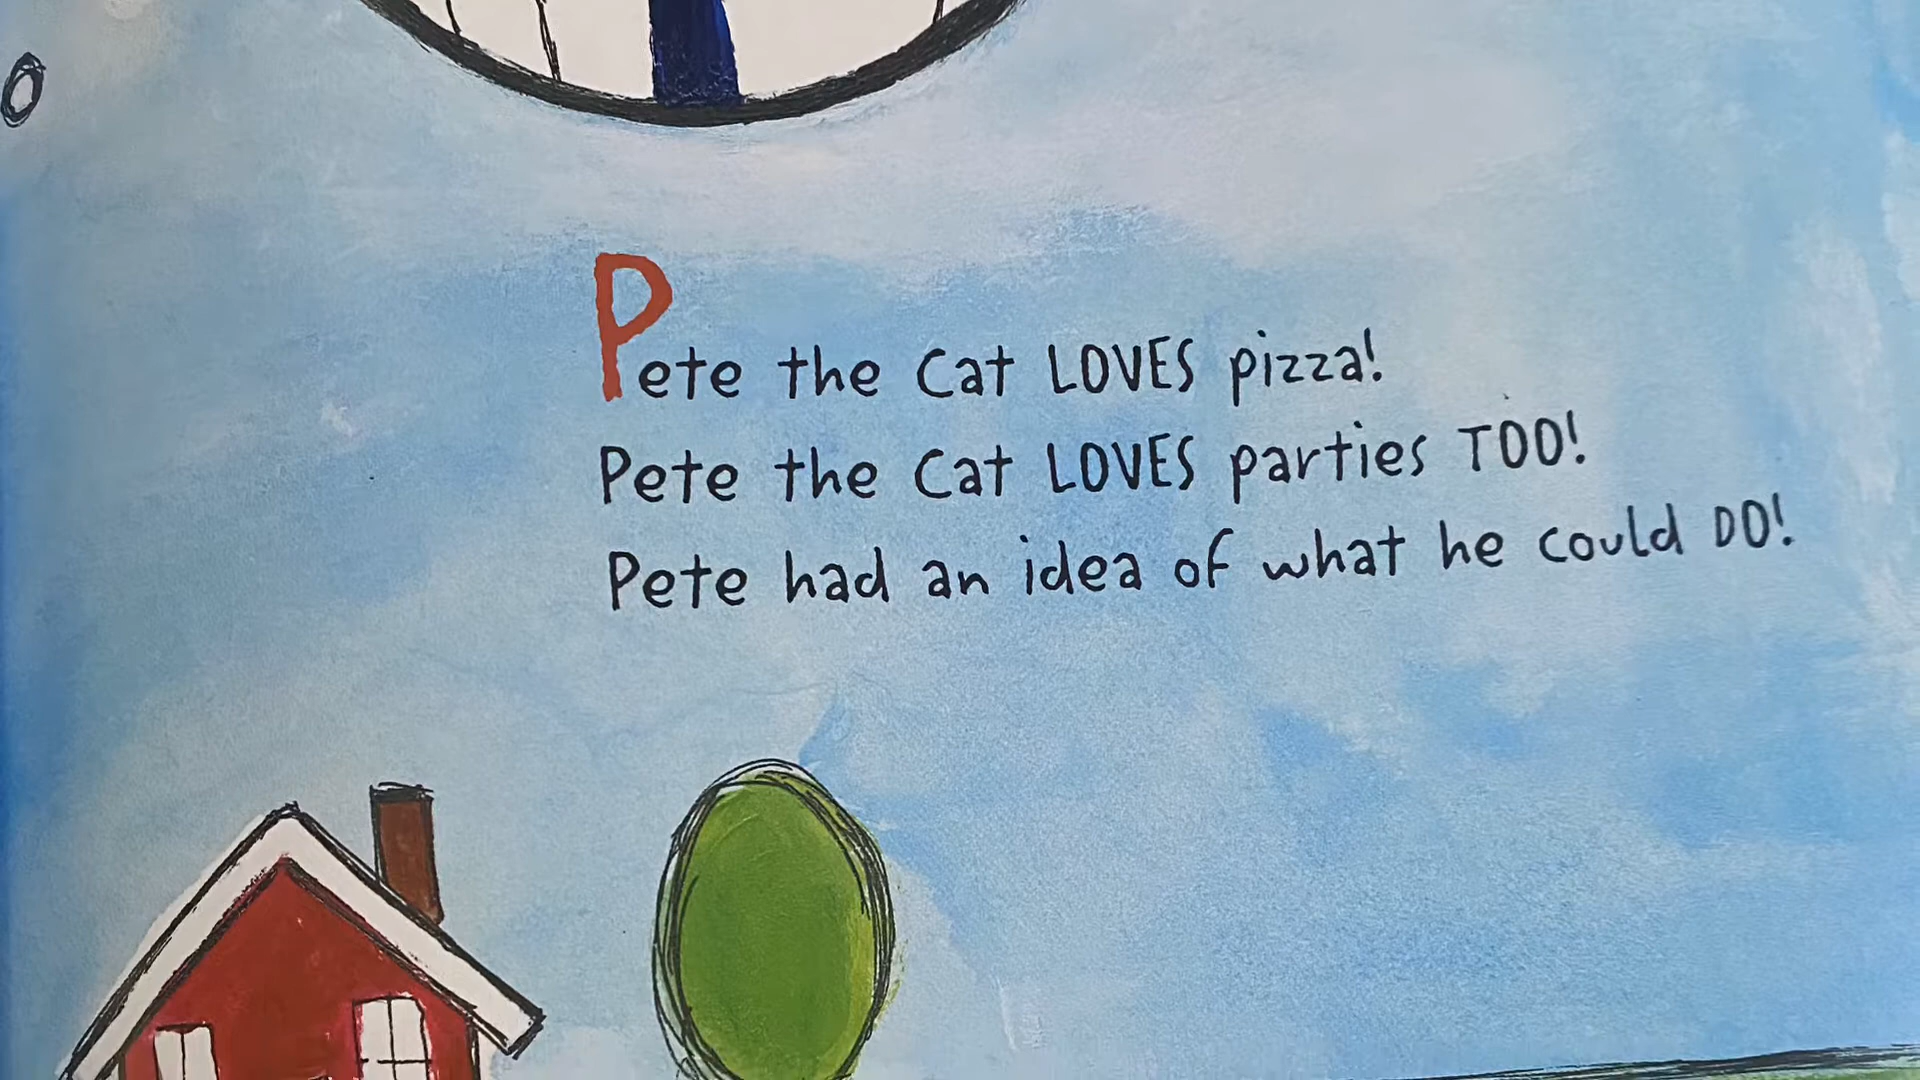 Pete the Cat LOVES pizza!
Pete the Cat LOVES parties TOO!
Pete had an idea of what he could DO!